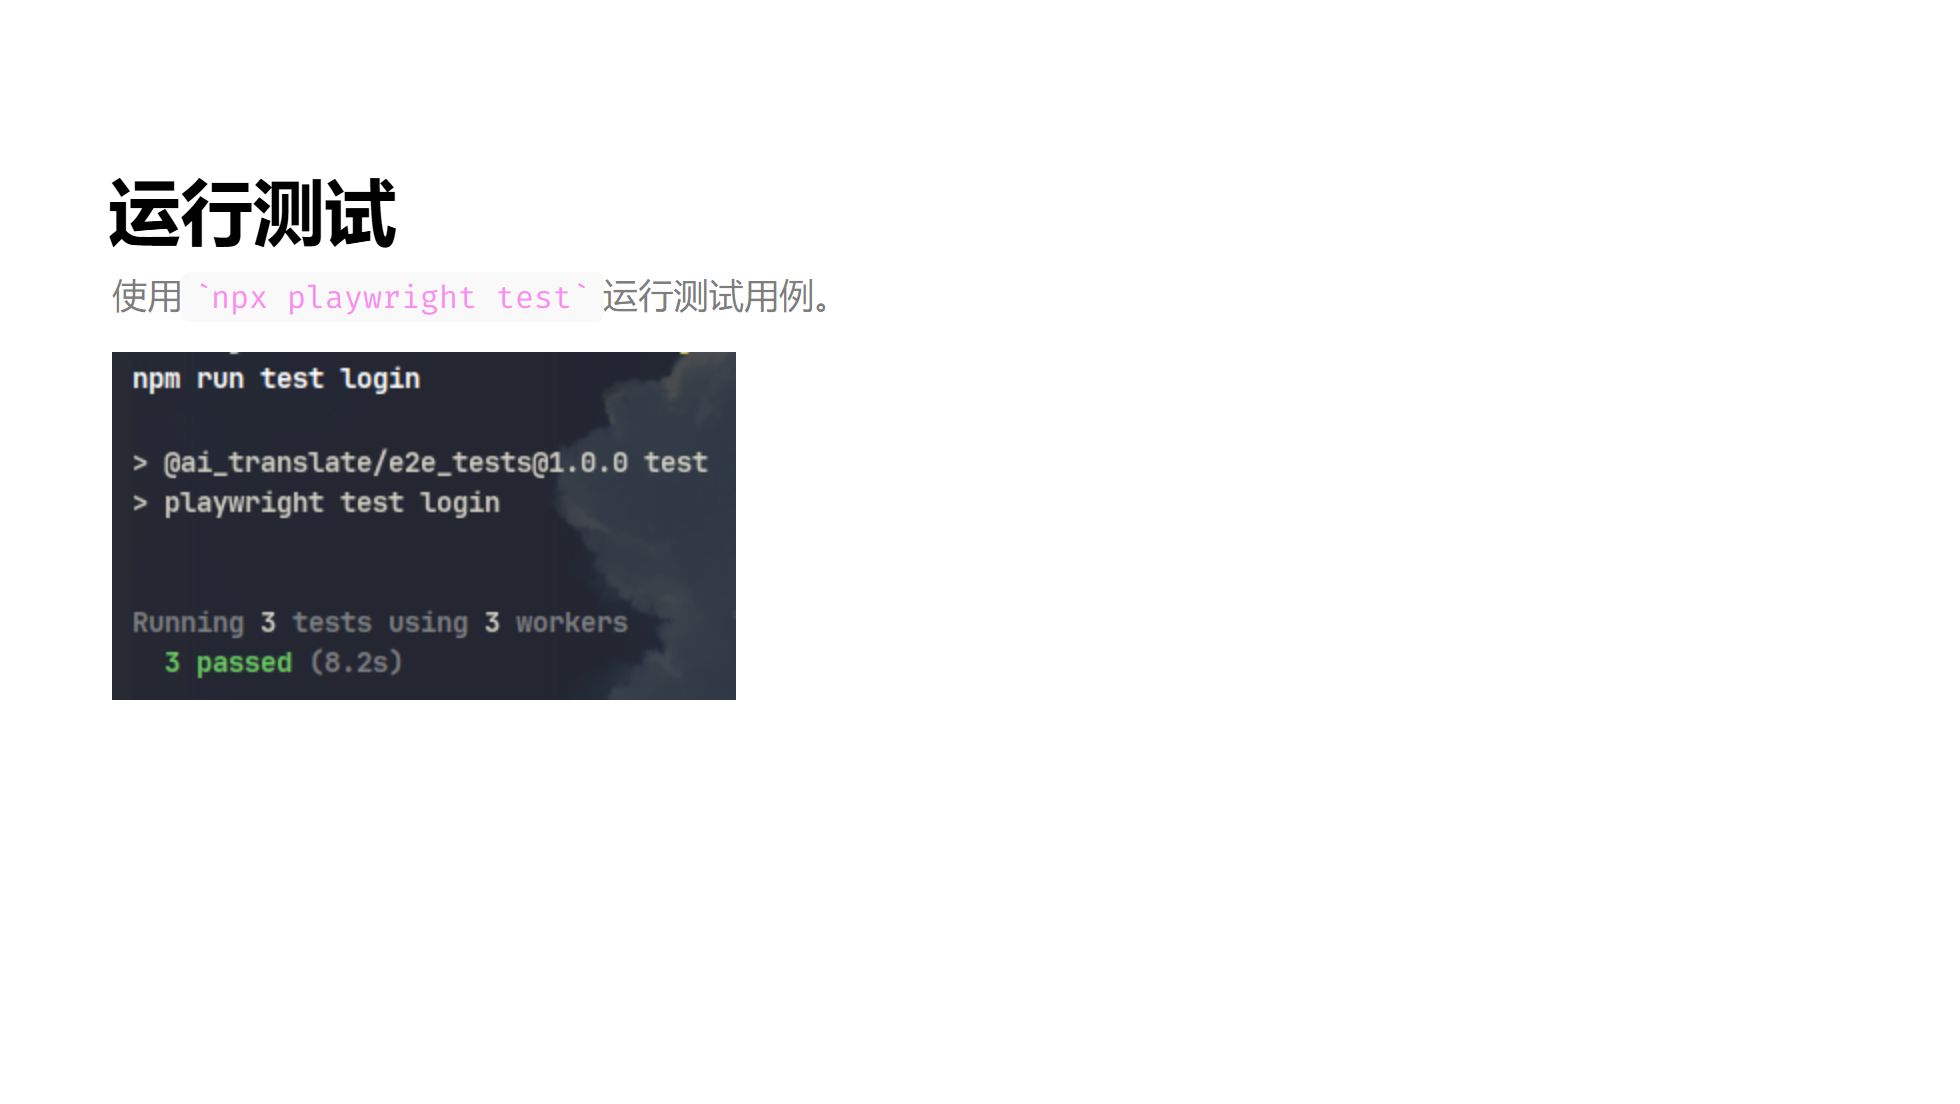 运行测试
使用`npx playwright test`运行测试用例。
npm run test login
> @ai_translate/e2e_tests@1.0.0 test
> playwright test login
Running 3 tests using 3 workers
3 passed (8.2s)